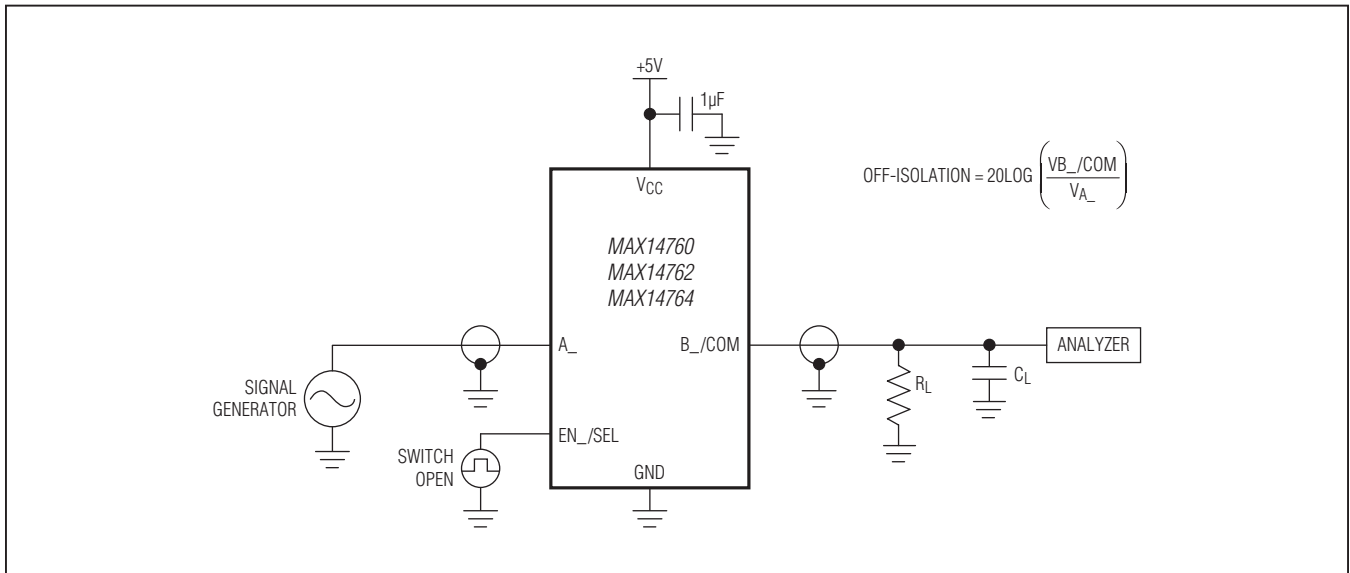 +5V
1µF
VCC
OFF-ISOLATION = 20LOG (VB_/COM / VA_)
MAX14760
MAX14762
MAX14764
A_
B_/COM
ANALYZER
SIGNAL
GENERATOR
RL
CL
EN_/SEL
SWITCH
OPEN
GND